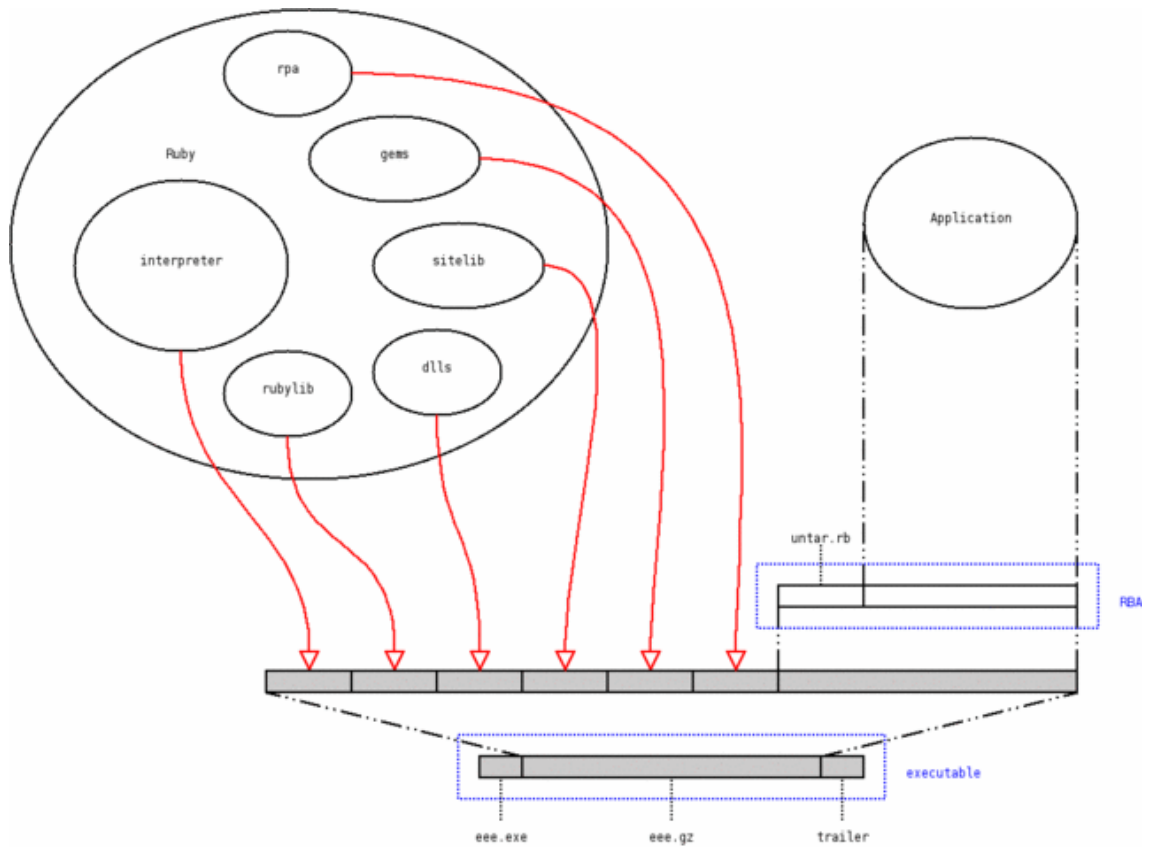 rpa
Ruby
gems
Application
interpreter
sitelib
dlls
rubylib
untar.rb
RBA
executable
eee.exe
eee.gz
trailer